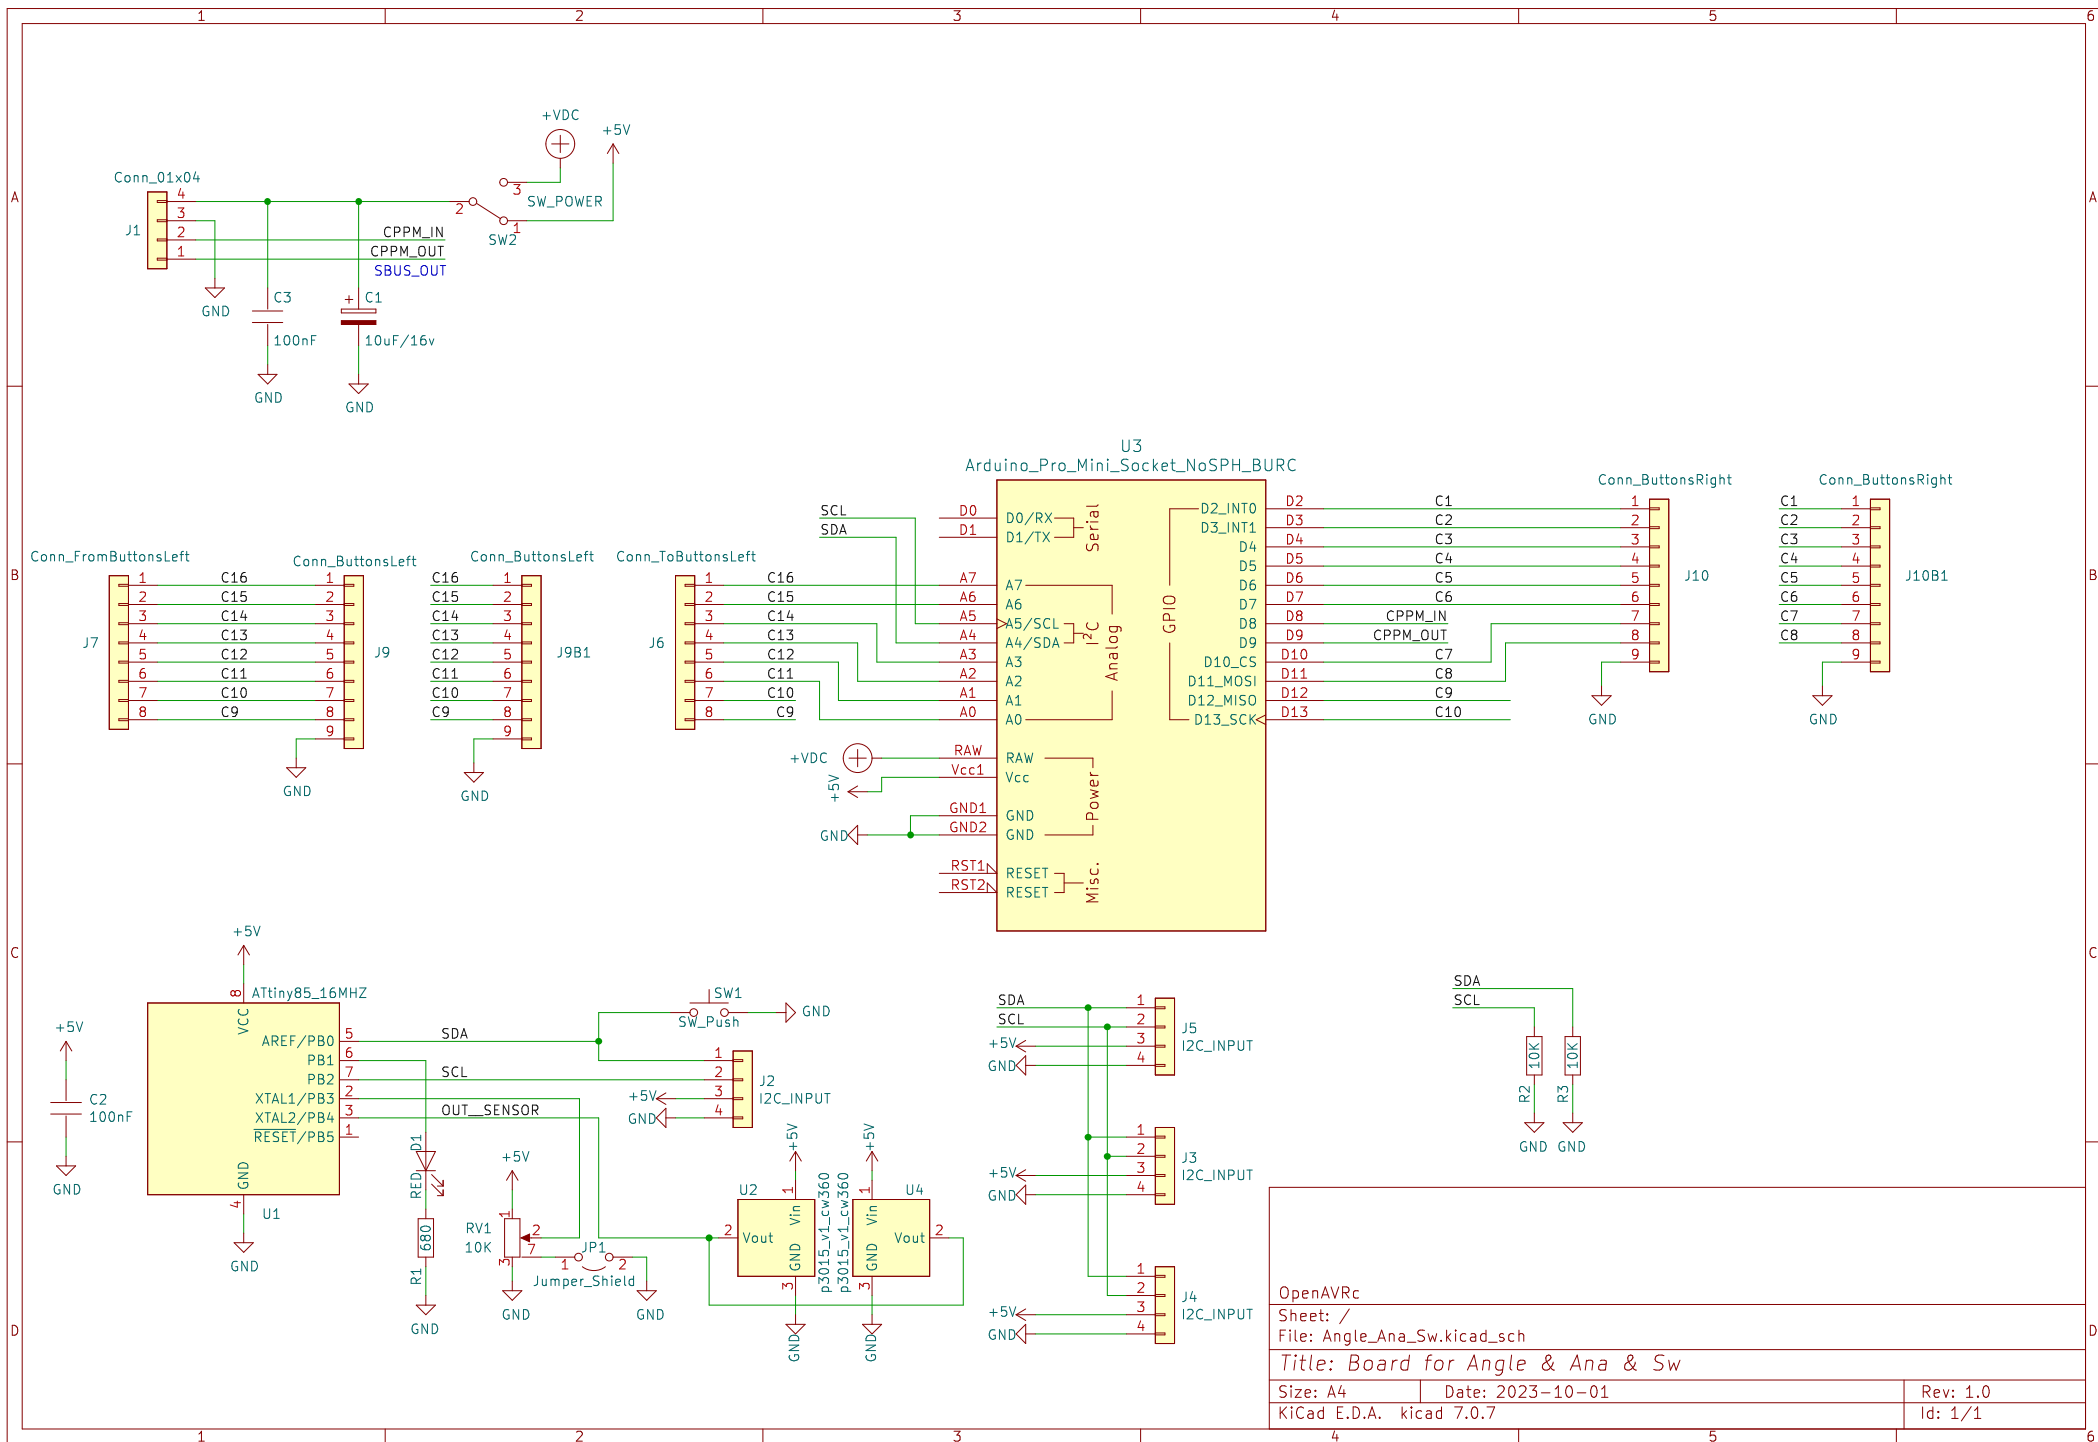 1 2 3 4 5 6
A
A
B
B
C
C
D
D
Conn_01x04
J1
4
3
2
1
CPPM_IN
CPPM_OUT
SBUS_OUT
GND
C3
100nF
GND
+ C1
10uF/16v
GND
+VDC
+5V
3
2
1
SW_POWER
SW2
Conn_FromButtonsLeft
J7
1 C16 1
2 C15 2
3 C14 3
4 C13 4
5 C12 5
6 C11 6
7 C10 7
8 C9 8
9
Conn_ButtonsLeft
J9
GND
Conn_ButtonsLeft
J9B1
C16 1
C15 2
C14 3
C13 4
C12 5
C11 6
C10 7
C9 8
9
GND
Conn_ToButtonsLeft
J6
1 C16
2 C15
3 C14
4 C13
5 C12
6 C11
7 C10
8 C9
SCL
SDA
U3
Arduino_Pro_Mini_Socket_NoSPH_BURC
D0 D0/RX
D1 D1/TX
Serial
A7 A7
A6 A6
A5 A5/SCL
A4 A4/SDA
A3 A3
A2 A2
A1 A1
A0 A0
I²C
Analog
+VDC
RAW RAW
+5V
Vcc1 Vcc
Power
GND
GND1 GND
GND2 GND
RST1 RESET
RST2 RESET
Misc.
GPIO
D2_INT0 D2 C1 1
D3_INT1 D3 C2 2
D4 D4 C3 3
D5 D5 C4 4
D6 D6 C5 5
D7 D7 C6 6
D8 D8 CPPM_IN 7
D9 D9 CPPM_OUT 8
D10_CS D10 C7 9
D11_MOSI D11 C8
D12_MISO D12 C9
D13_SCK D13 C10
Conn_ButtonsRight
J10
GND
Conn_ButtonsRight
J10B1
C1 1
C2 2
C3 3
C4 4
C5 5
C6 6
C7 7
C8 8
9
GND
+5V
C2
100nF
GND
+5V
8
VCC
ATtiny85_16MHZ
AREF/PB0 5
PB1 6
PB2 7
XTAL1/PB3 2
XTAL2/PB4 3
RESET/PB5 1
GND
4
U1
GND
SDA
SCL
OUT__SENSOR
SW1
SW_Push
GND
1
2
3
4
J2
I2C_INPUT
+5V
GND
D1
RED
680
R1
GND
+5V
RV1
10K
1
2
7
3
GND
JP1
1 2
Jumper_Shield
GND
+5V
U2
1
Vin
2 Vout
GND
3
p3015_v1_cw360
GND
+5V
U4
1
Vin
Vout 2
GND
3
p3015_v1_cw360
GND
SDA
SCL
+5V
GND
1
2
3
4
J5
I2C_INPUT
+5V
GND
1
2
3
4
J3
I2C_INPUT
+5V
GND
1
2
3
4
J4
I2C_INPUT
SDA
SCL
10K
R2
10K
R3
GND
GND
OpenAVRc
Sheet: /
File: Angle_Ana_Sw.kicad_sch
Title: Board for Angle & Ana & Sw
Size: A4 Date: 2023-10-01 Rev: 1.0
KiCad E.D.A. kicad 7.0.7 Id: 1/1
1 2 3 4 5 6